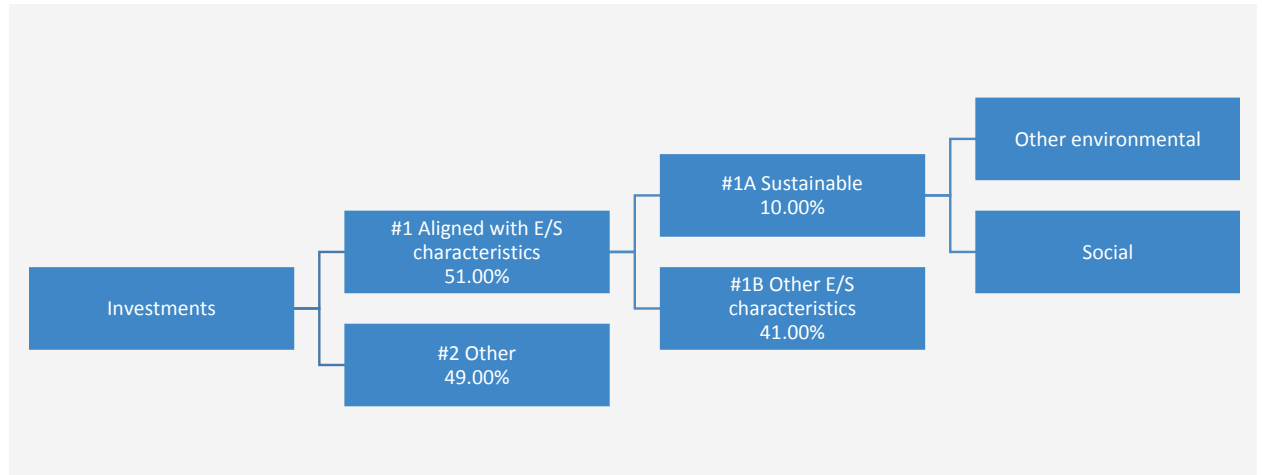 Investments
#1 Aligned with E/S
characteristics
51.00%
#2 Other
49.00%
#1A Sustainable
10.00%
#1B Other E/S
characteristics
41.00%
Other environmental
Social